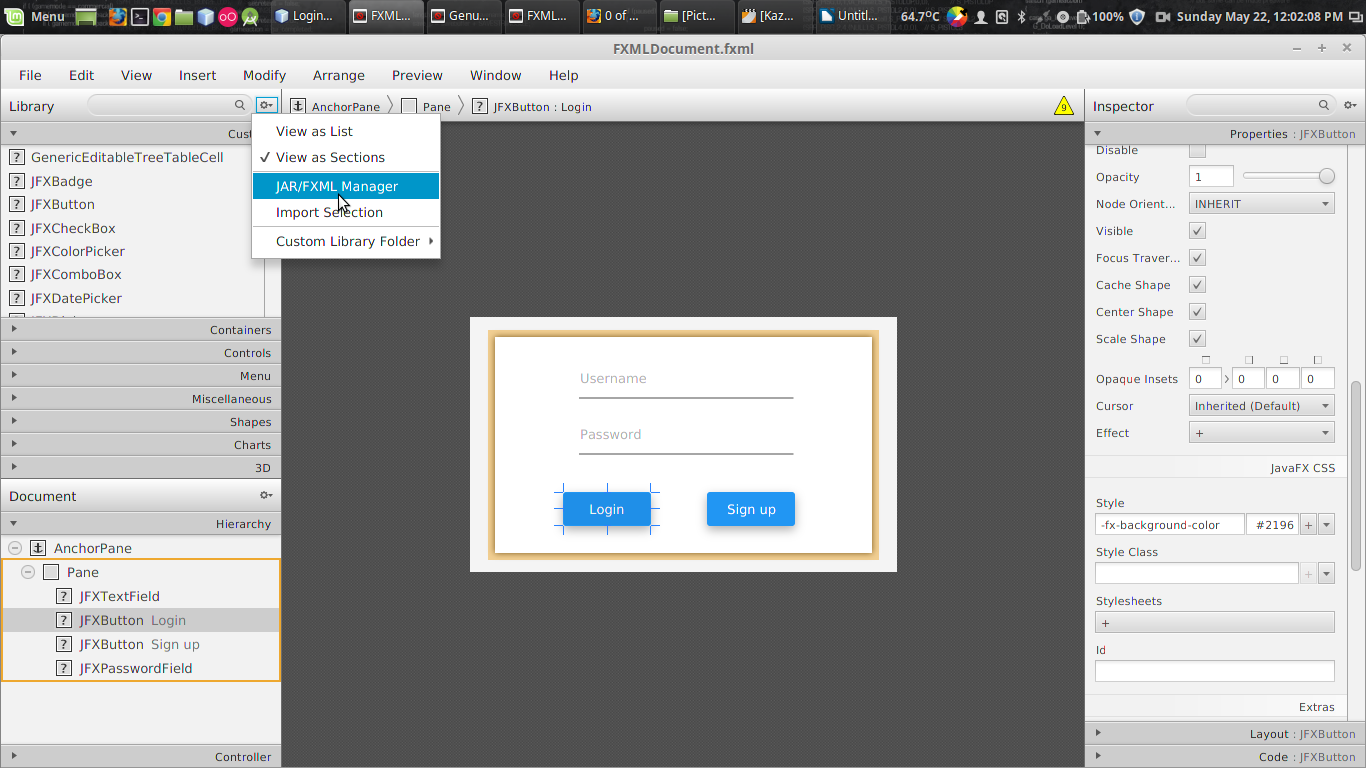 Menu
Login...
FXML...
Genu...
FXML...
0 of ...
[Pict...
[Kaz...
Untitl...
64.7°C
100%
Sunday May 22, 12:02:08 PM
FXMLDocument.fxml
File Edit View Insert Modify Arrange Preview Window Help
Library
AnchorPane
Pane
JFXButton : Login
9
Inspector
View as List
View as Sections
JAR/FXML Manager
Import Selection
Custom Library Folder
GenericEditableTreeTableCell
JFXBadge
JFXButton
JFXCheckBox
JFXColorPicker
JFXComboBox
JFXDatePicker
Containers
Controls
Menu
Miscellaneous
Shapes
Charts
3D
Document
Hierarchy
AnchorPane
Pane
JFXTextField
JFXButton Login
JFXButton Sign up
JFXPasswordField
Controller
Username
Password
Login
Sign up
Properties : JFXButton
Disable
Opacity 1
Node Orient... INHERIT
Visible
Focus Traver...
Cache Shape
Center Shape
Scale Shape
Opaque Insets 0 0 0 0
Cursor Inherited (Default)
Effect +
JavaFX CSS
Style
-fx-background-color #2196 +
Style Class
+
Stylesheets
+
Id
Extras
Layout : JFXButton
Code : JFXButton